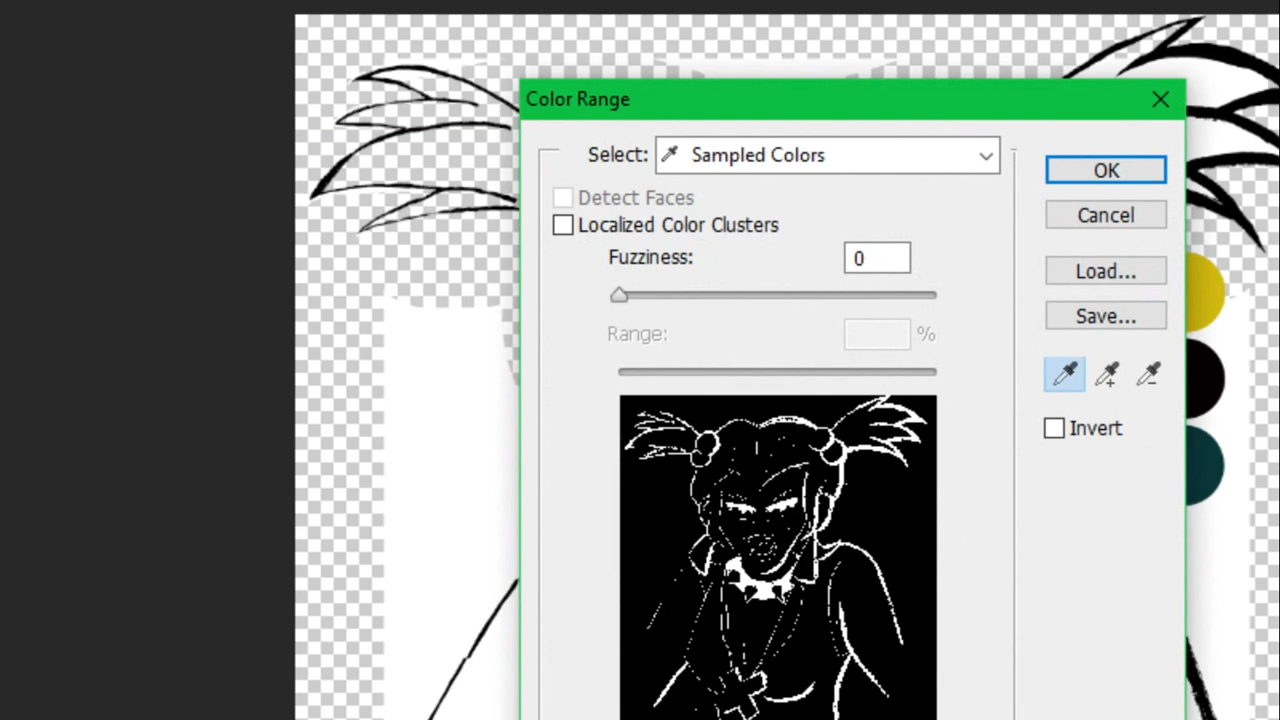 Color Range
Select: Sampled Colors
OK
Detect Faces
Cancel
Localized Color Clusters
Fuzziness: 0
Load...
Save...
Range: %
Invert